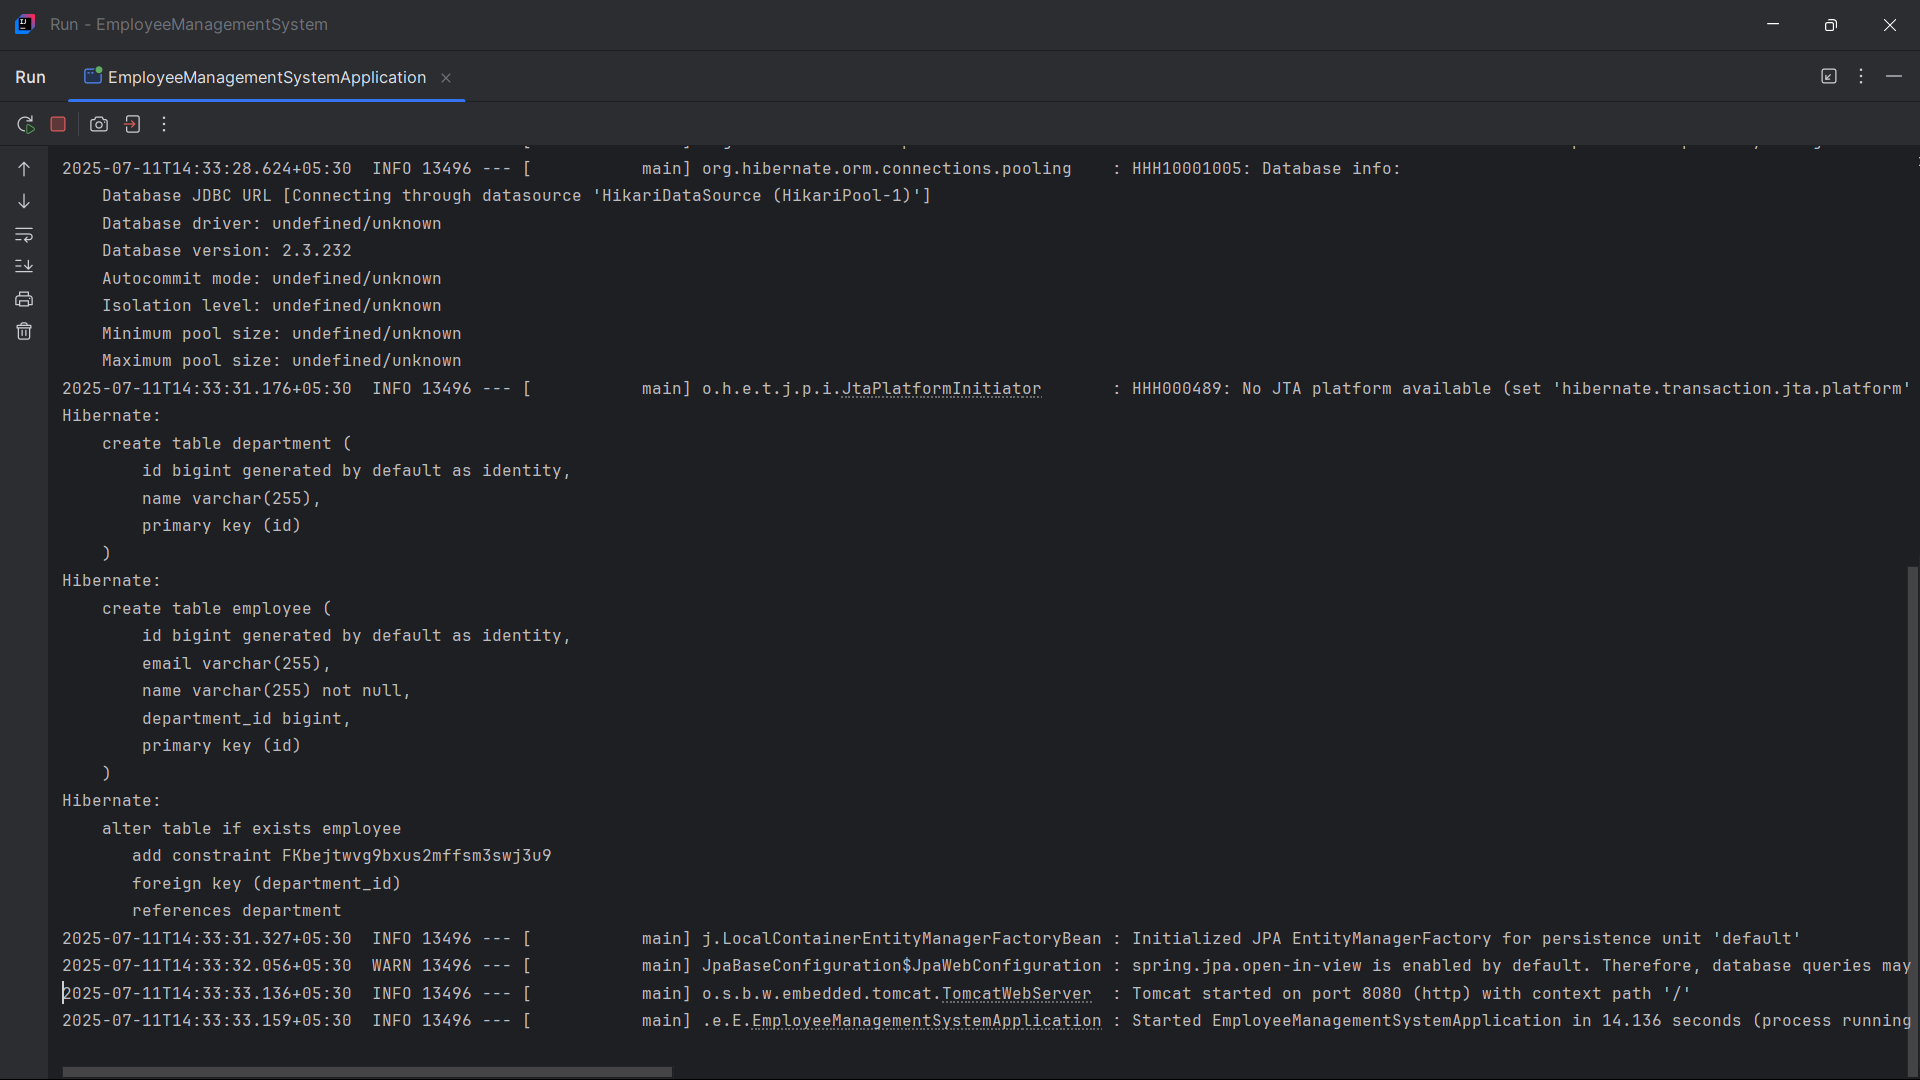 Run - EmployeeManagementSystem
Run EmployeeManagementSystemApplication
2025-07-11T14:33:28.624+05:30  INFO 13496 --- [           main] org.hibernate.orm.connections.pooling    : HHH10001005: Database info:
    Database JDBC URL [Connecting through datasource 'HikariDataSource (HikariPool-1)']
    Database driver: undefined/unknown
    Database version: 2.3.232
    Autocommit mode: undefined/unknown
    Isolation level: undefined/unknown
    Minimum pool size: undefined/unknown
    Maximum pool size: undefined/unknown
2025-07-11T14:33:31.176+05:30  INFO 13496 --- [           main] o.h.e.t.j.p.i.JtaPlatformInitiator       : HHH000489: No JTA platform available (set 'hibernate.transaction.jta.platform'
Hibernate:
    create table department (
        id bigint generated by default as identity,
        name varchar(255),
        primary key (id)
    )
Hibernate:
    create table employee (
        id bigint generated by default as identity,
        email varchar(255),
        name varchar(255) not null,
        department_id bigint,
        primary key (id)
    )
Hibernate:
    alter table if exists employee
       add constraint FKbejtwvg9bxus2mffsm3swj3u9
       foreign key (department_id)
       references department
2025-07-11T14:33:31.327+05:30  INFO 13496 --- [           main] j.LocalContainerEntityManagerFactoryBean : Initialized JPA EntityManagerFactory for persistence unit 'default'
2025-07-11T14:33:32.056+05:30  WARN 13496 --- [           main] JpaBaseConfiguration$JpaWebConfiguration : spring.jpa.open-in-view is enabled by default. Therefore, database queries may
2025-07-11T14:33:33.136+05:30  INFO 13496 --- [           main] o.s.b.w.embedded.tomcat.TomcatWebServer  : Tomcat started on port 8080 (http) with context path '/'
2025-07-11T14:33:33.159+05:30  INFO 13496 --- [           main] .e.E.EmployeeManagementSystemApplication : Started EmployeeManagementSystemApplication in 14.136 seconds (process running